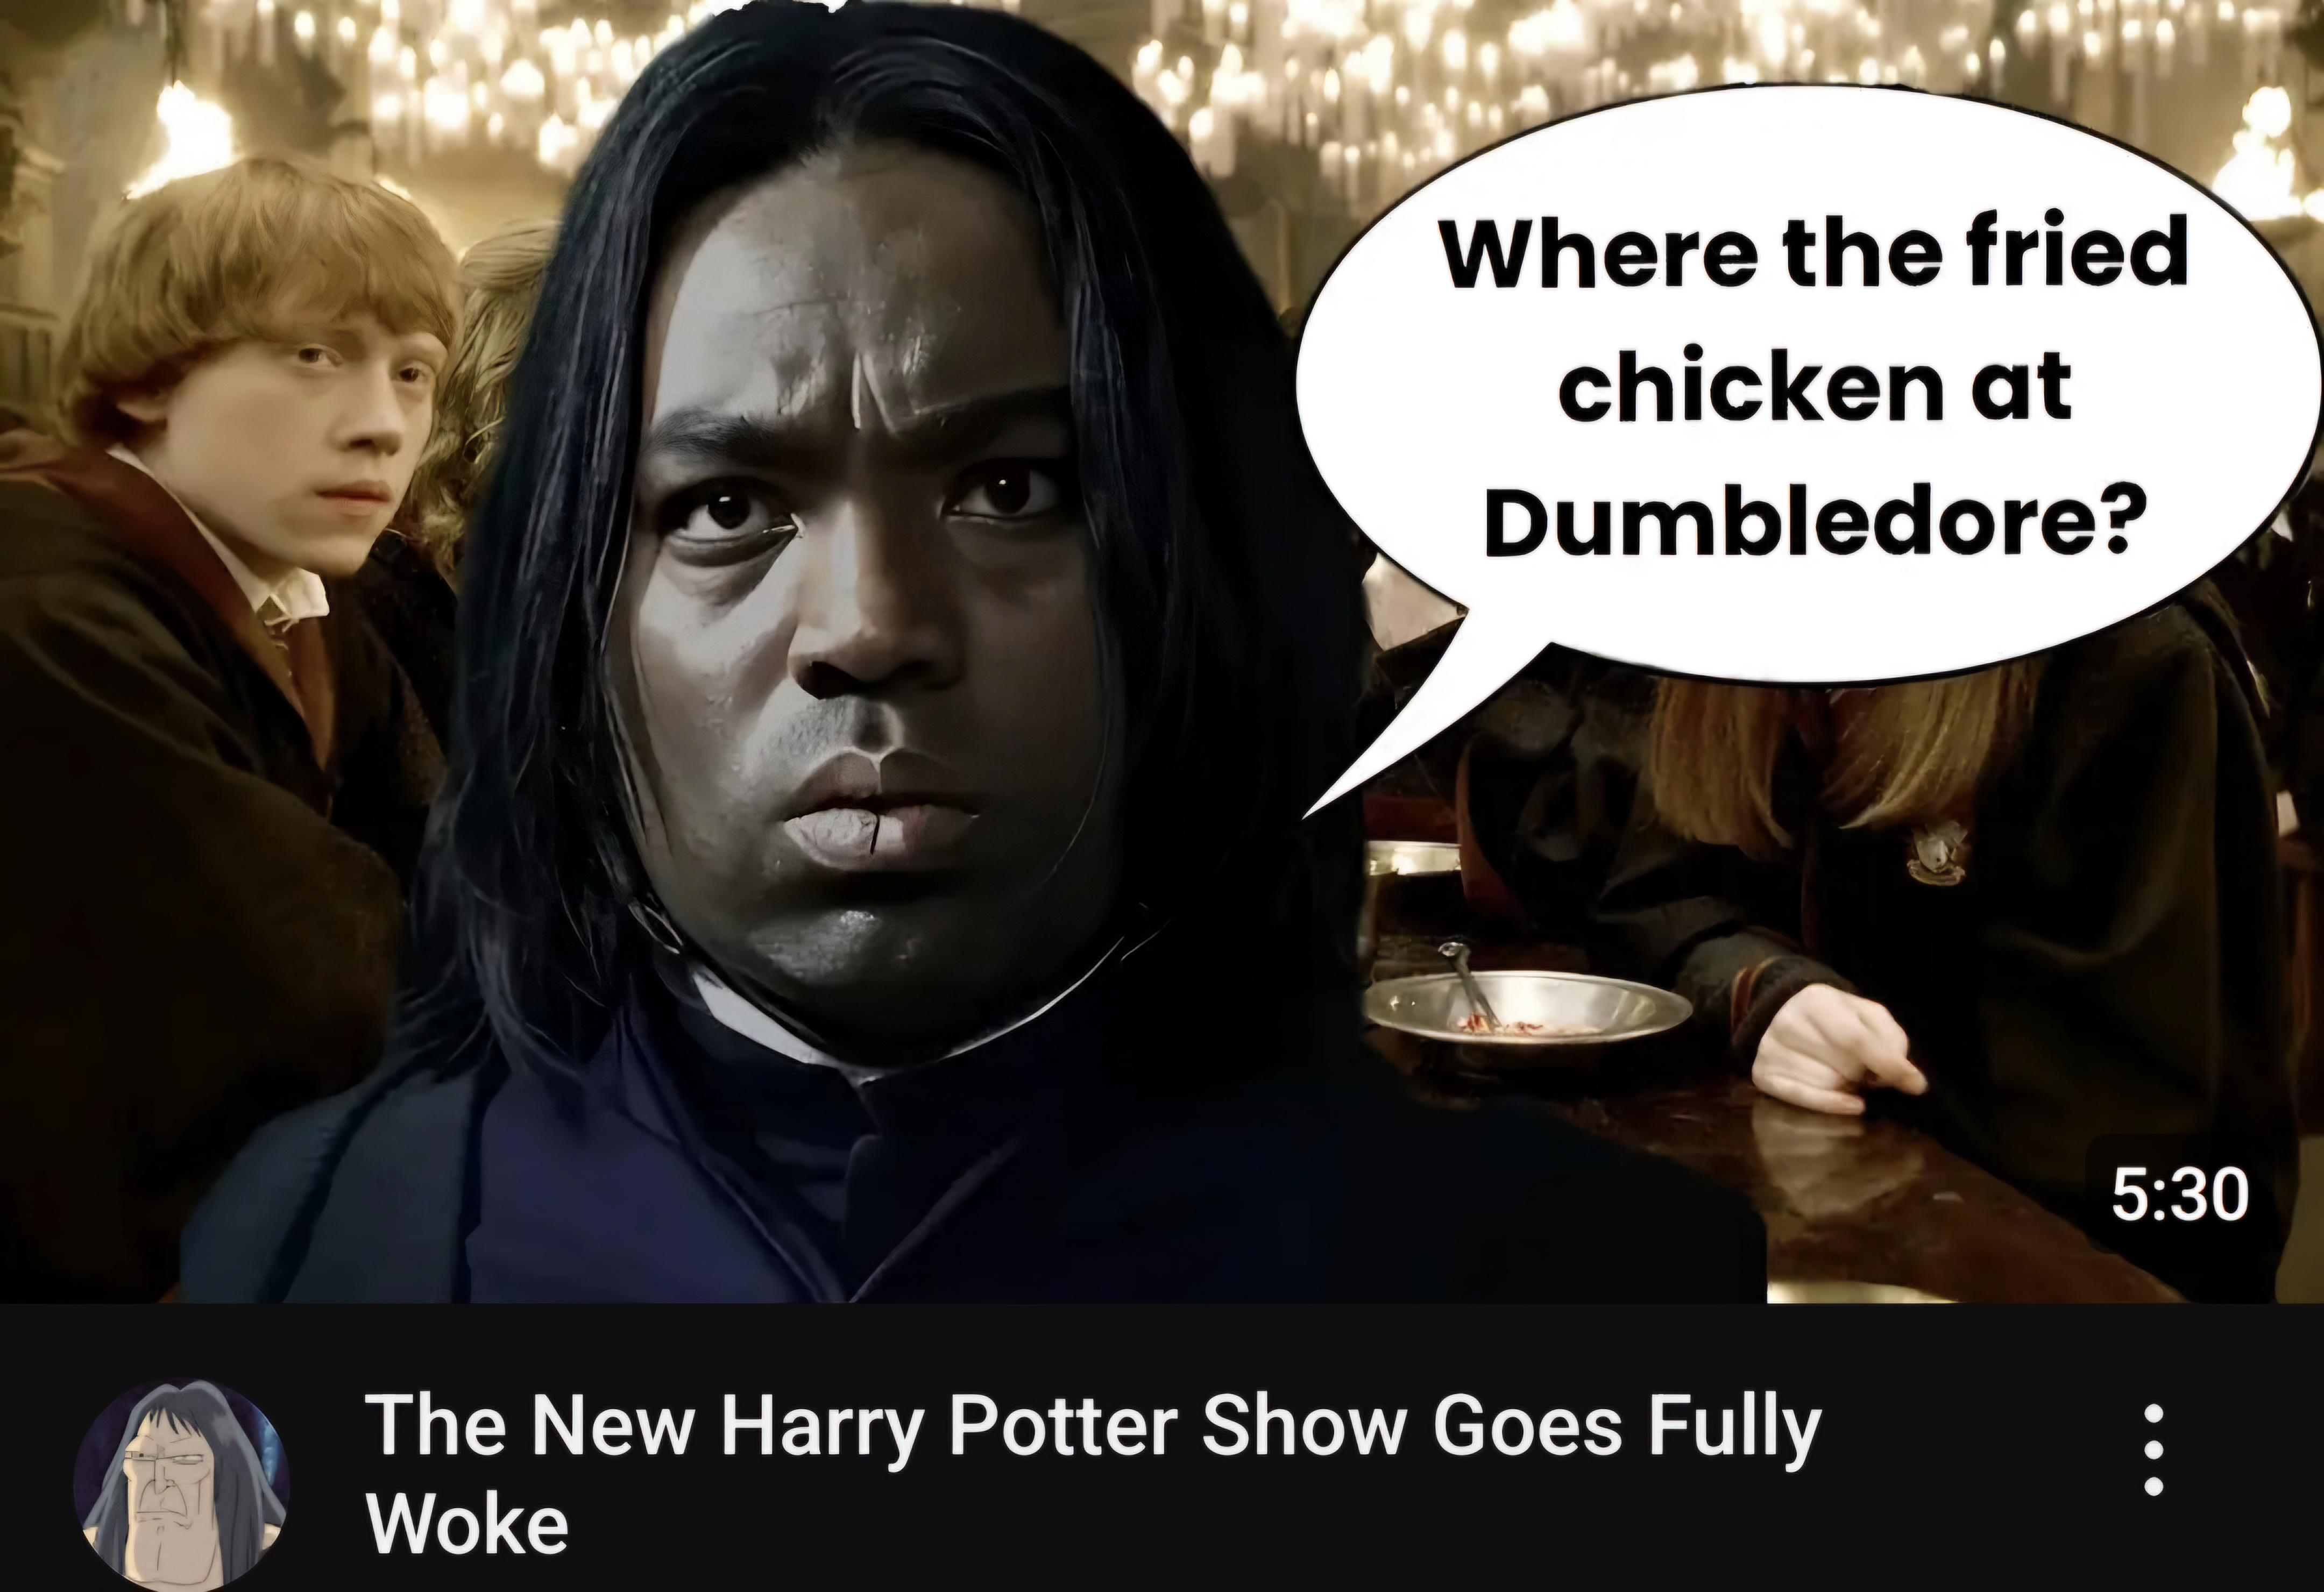 Where the fried
chicken at
Dumbledore?
5:30
The New Harry Potter Show Goes Fully
Woke